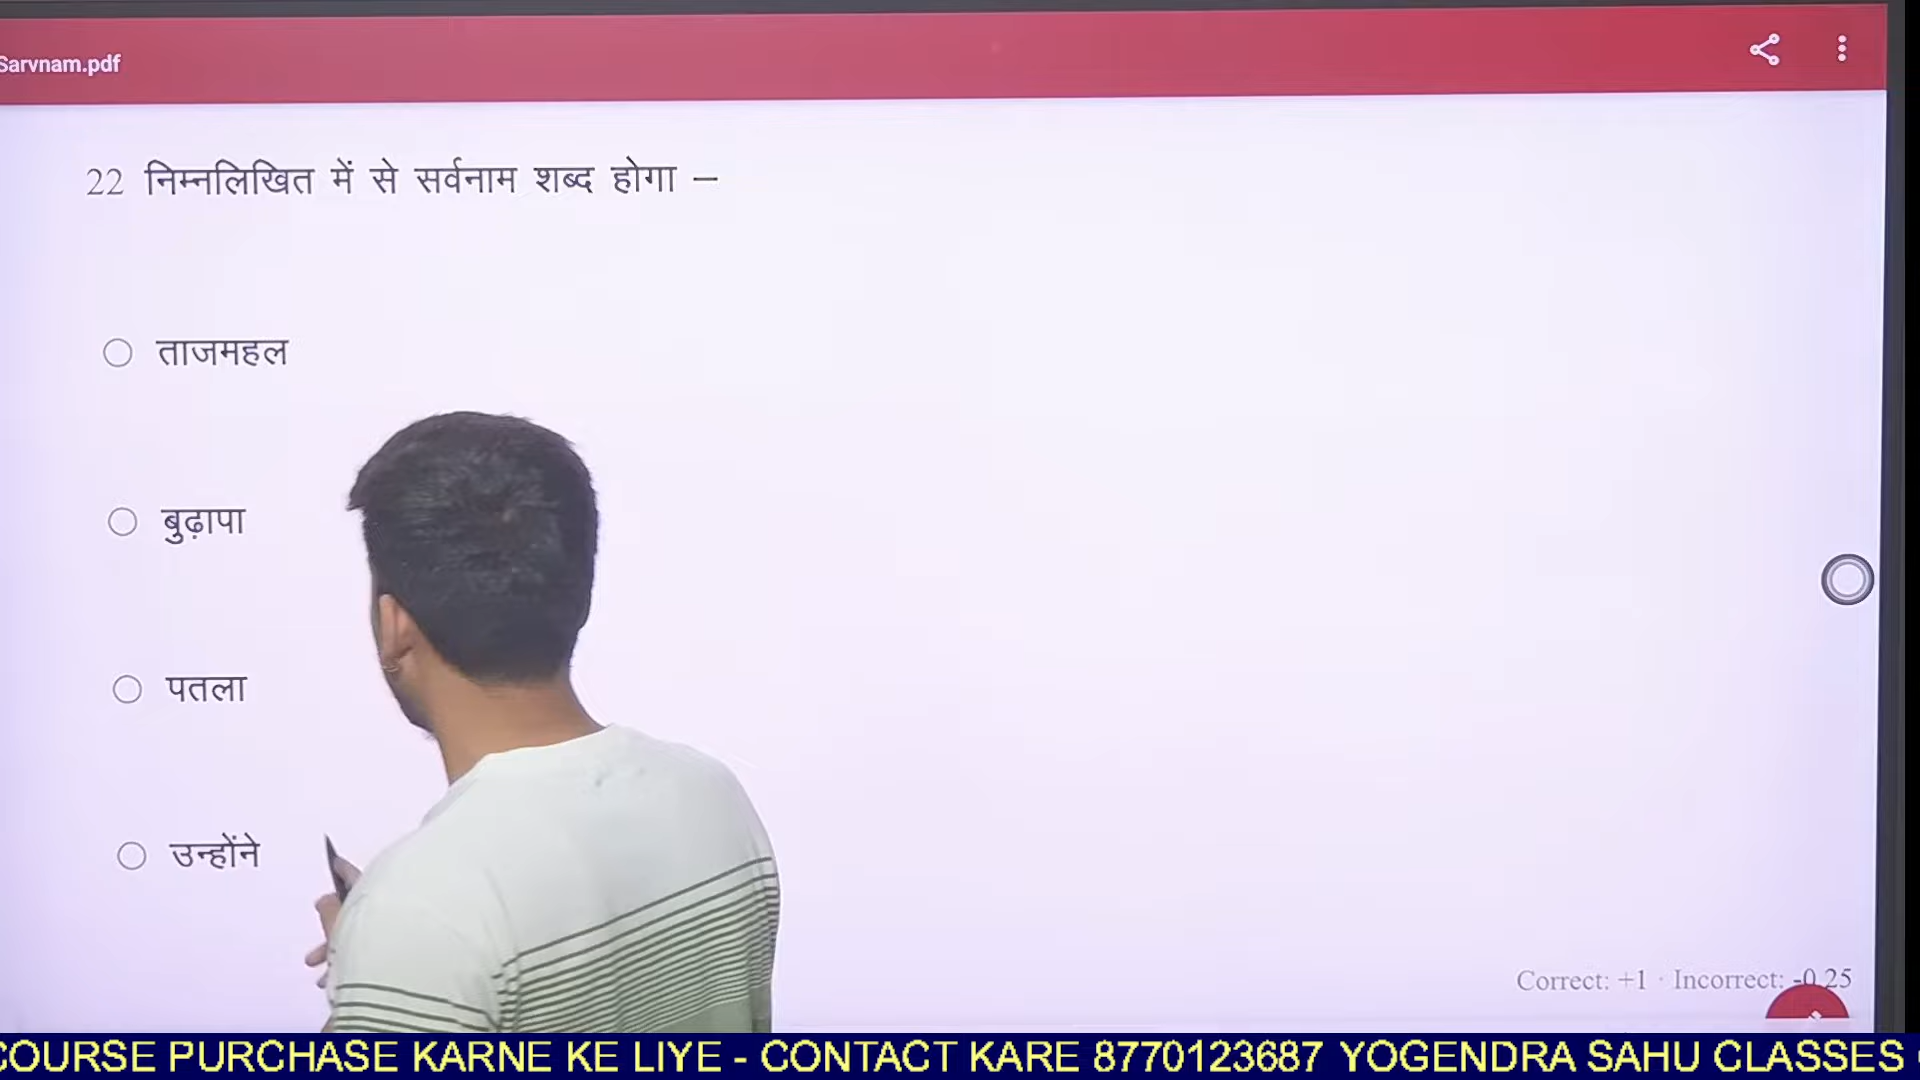 Sarvnam.pdf
22 निम्नलिखित में से सर्वनाम शब्द होगा –
ताजमहल
बुढ़ापा
पतला
उन्होंने
Correct: +1 · Incorrect: -0.25
COURSE PURCHASE KARNE KE LIYE - CONTACT KARE 8770123687 YOGENDRA SAHU CLASSES